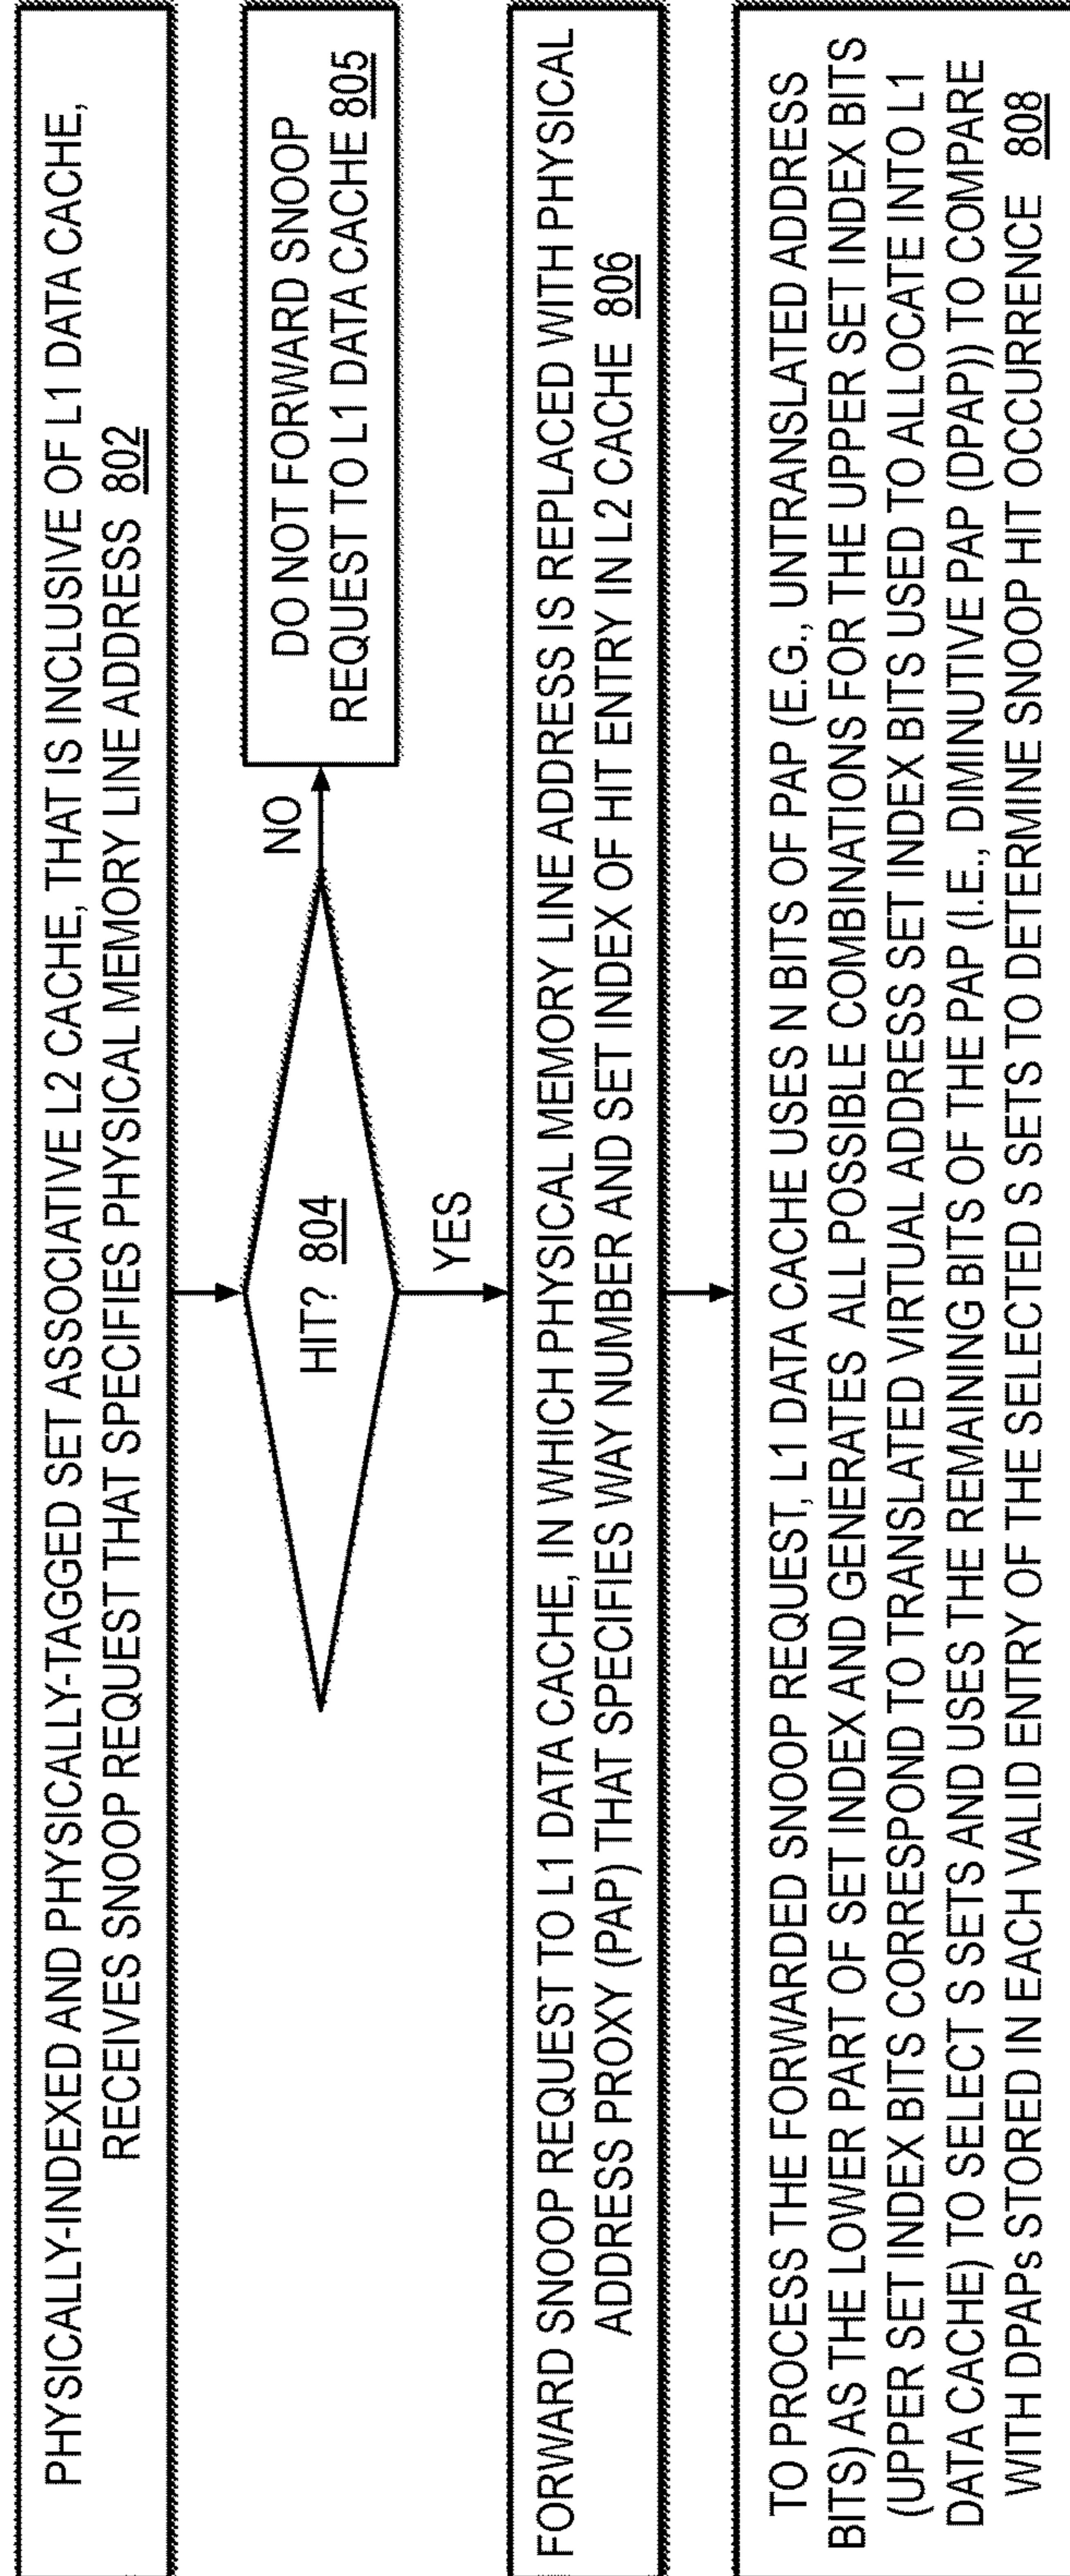 PHYSICALLY-INDEXED AND PHYSICALLY-TAGGED SET ASSOCIATIVE L2 CACHE, THAT IS INCLUSIVE OF L1 DATA CACHE,
RECEIVES SNOOP REQUEST THAT SPECIFIES PHYSICAL MEMORY LINE ADDRESS 802
HIT? 804
NO
DO NOT FORWARD SNOOP
REQUEST TO L1 DATA CACHE 805
YES
FORWARD SNOOP REQUEST TO L1 DATA CACHE, IN WHICH PHYSICAL MEMORY LINE ADDRESS IS REPLACED WITH PHYSICAL
ADDRESS PROXY (PAP) THAT SPECIFIES WAY NUMBER AND SET INDEX OF HIT ENTRY IN L2 CACHE 806
TO PROCESS THE FORWARDED SNOOP REQUEST, L1 DATA CACHE USES N BITS OF PAP (E.G., UNTRANSLATED ADDRESS
BITS) AS THE LOWER PART OF SET INDEX AND GENERATES ALL POSSIBLE COMBINATIONS FOR THE UPPER SET INDEX BITS
(UPPER SET INDEX BITS CORRESPOND TO TRANSLATED VIRTUAL ADDRESS SET INDEX BITS USED TO ALLOCATE INTO L1
DATA CACHE) TO SELECT S SETS AND USES THE REMAINING BITS OF THE PAP (I.E., DIMINUTIVE PAP (DPAP)) TO COMPARE
WITH DPAPs STORED IN EACH VALID ENTRY OF THE SELECTED S SETS TO DETERMINE SNOOP HIT OCCURRENCE 808